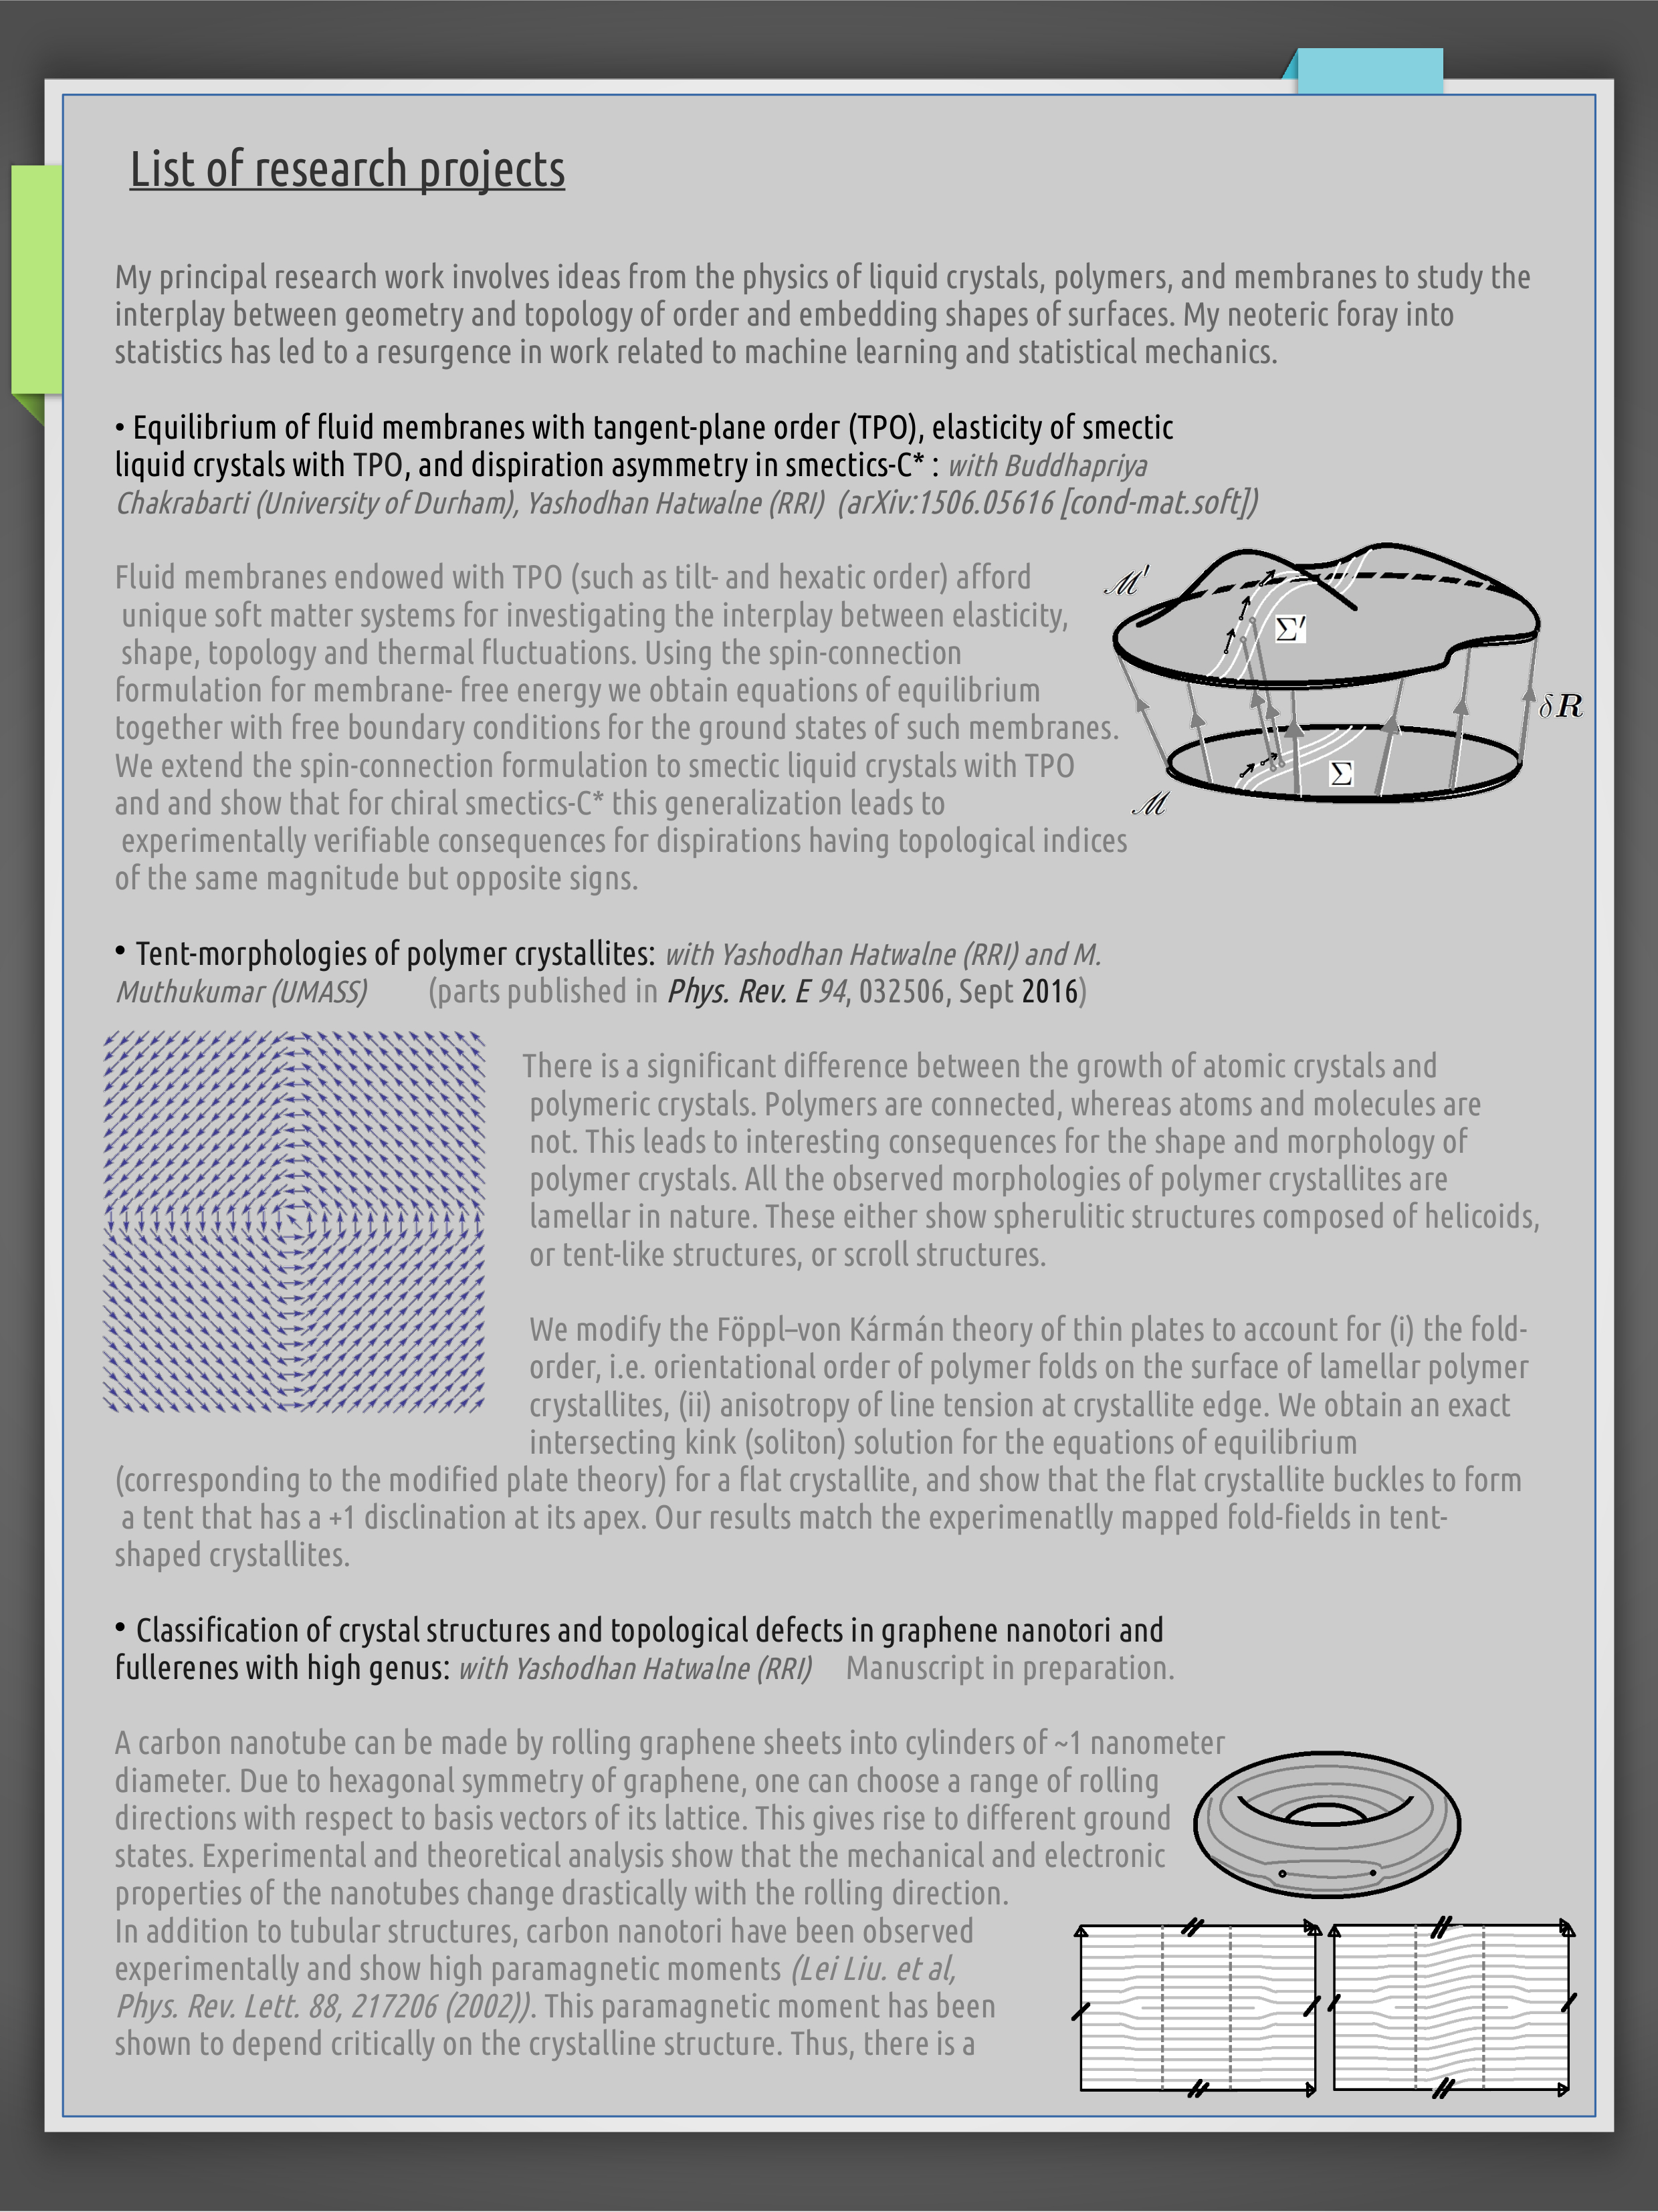 List of research projects
My principal research work involves ideas from the physics of liquid crystals, polymers, and membranes to study the
interplay between geometry and topology of order and embedding shapes of surfaces. My neoteric foray into
statistics has led to a resurgence in work related to machine learning and statistical mechanics.
• Equilibrium of fluid membranes with tangent-plane order (TPO), elasticity of smectic
liquid crystals with TPO, and dispiration asymmetry in smectics-C* : with Buddhapriya
Chakrabarti (University of Durham), Yashodhan Hatwalne (RRI) (arXiv:1506.05616 [cond-mat.soft])
Fluid membranes endowed with TPO (such as tilt- and hexatic order) afford
unique soft matter systems for investigating the interplay between elasticity,
shape, topology and thermal fluctuations. Using the spin-connection
formulation for membrane- free energy we obtain equations of equilibrium
together with free boundary conditions for the ground states of such membranes.
We extend the spin-connection formulation to smectic liquid crystals with TPO
and and show that for chiral smectics-C* this generalization leads to
experimentally verifiable consequences for dispirations having topological indices
of the same magnitude but opposite signs.
ℳ′
Σ′
δR
Σ
ℳ
• Tent-morphologies of polymer crystallites: with Yashodhan Hatwalne (RRI) and M.
Muthukumar (UMASS) (parts published in Phys. Rev. E 94, 032506, Sept 2016)
There is a significant difference between the growth of atomic crystals and
polymeric crystals. Polymers are connected, whereas atoms and molecules are
not. This leads to interesting consequences for the shape and morphology of
polymer crystals. All the observed morphologies of polymer crystallites are
lamellar in nature. These either show spherulitic structures composed of helicoids,
or tent-like structures, or scroll structures.
We modify the Föppl–von Kármán theory of thin plates to account for (i) the fold-
order, i.e. orientational order of polymer folds on the surface of lamellar polymer
crystallites, (ii) anisotropy of line tension at crystallite edge. We obtain an exact
intersecting kink (soliton) solution for the equations of equilibrium
(corresponding to the modified plate theory) for a flat crystallite, and show that the flat crystallite buckles to form
a tent that has a +1 disclination at its apex. Our results match the experimenatlly mapped fold-fields in tent-
shaped crystallites.
• Classification of crystal structures and topological defects in graphene nanotori and
fullerenes with high genus: with Yashodhan Hatwalne (RRI) Manuscript in preparation.
A carbon nanotube can be made by rolling graphene sheets into cylinders of ~1 nanometer
diameter. Due to hexagonal symmetry of graphene, one can choose a range of rolling
directions with respect to basis vectors of its lattice. This gives rise to different ground
states. Experimental and theoretical analysis show that the mechanical and electronic
properties of the nanotubes change drastically with the rolling direction.
In addition to tubular structures, carbon nanotori have been observed
experimentally and show high paramagnetic moments (Lei Liu. et al,
Phys. Rev. Lett. 88, 217206 (2002)). This paramagnetic moment has been
shown to depend critically on the crystalline structure. Thus, there is a